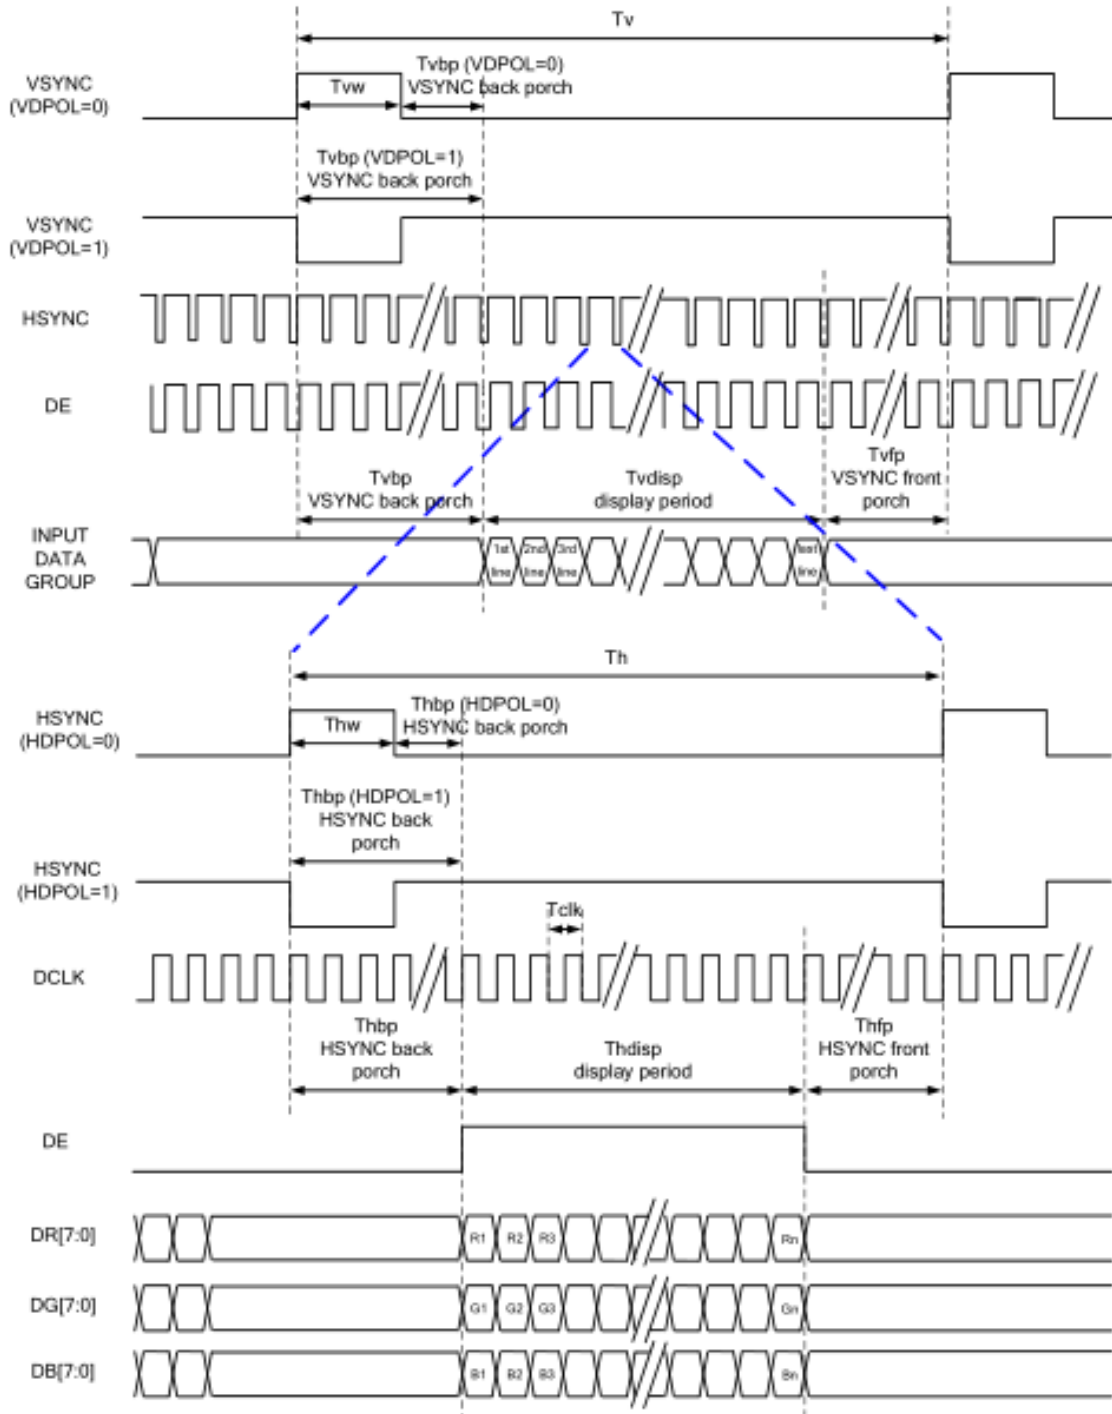 Tv
Tvbp (VDPOL=0)
VSYNC back porch
VSYNC
(VDPOL=0)
Tvw
Tvbp (VDPOL=1)
VSYNC back porch
VSYNC
(VDPOL=1)
HSYNC
DE
Tvbp
VSYNC back porch
Tvdisp
display period
Tvfp
VSYNC front
porch
INPUT
DATA
GROUP
1st
line
2nd
line
3rd
line
last
line
Th
HSYNC
(HDPOL=0)
Thw
Thbp (HDPOL=0)
HSYNC back porch
Thbp (HDPOL=1)
HSYNC back
porch
HSYNC
(HDPOL=1)
Tclk
DCLK
Thbp
HSYNC back
porch
Thdisp
display period
Thfp
HSYNC front
porch
DE
DR[7:0]
R1 R2 R3 Rn
DG[7:0]
G1 G2 G3 Gn
DB[7:0]
B1 B2 B3 Bn